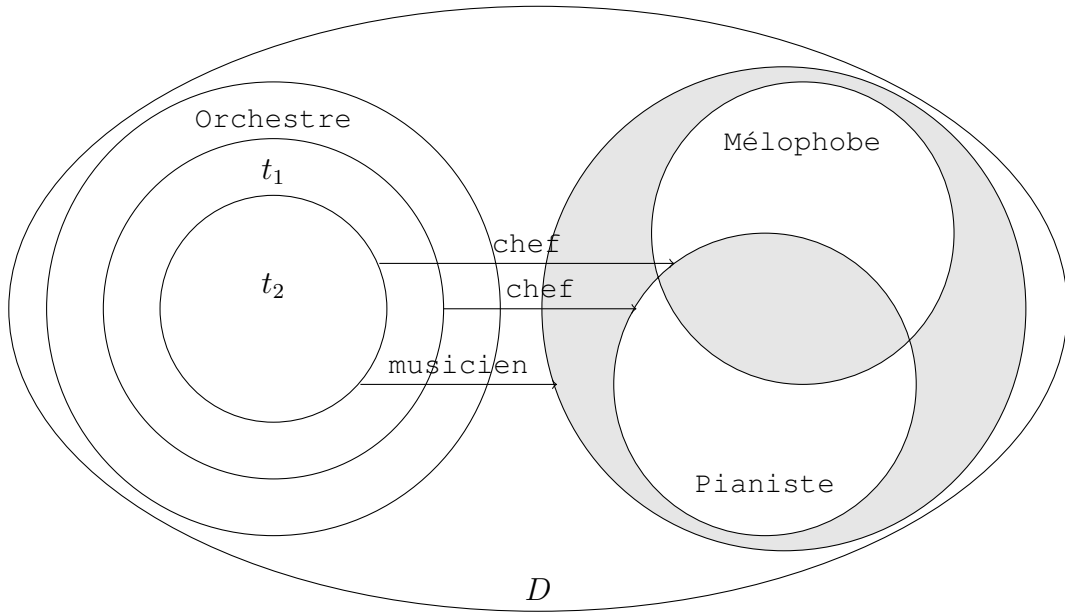 Orchestre
Mélophobe
t₁
chef
t₂
chef
musicien
Pianiste
D